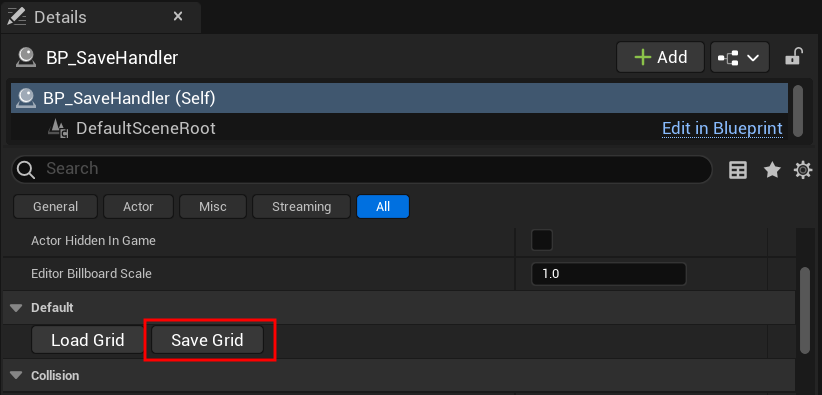 Details
BP_SaveHandler
Add
BP_SaveHandler (Self)
DefaultSceneRoot
Edit in Blueprint
Search
General
Actor
Misc
Streaming
All
Actor Hidden In Game
Editor Billboard Scale
1.0
Default
Load Grid
Save Grid
Collision